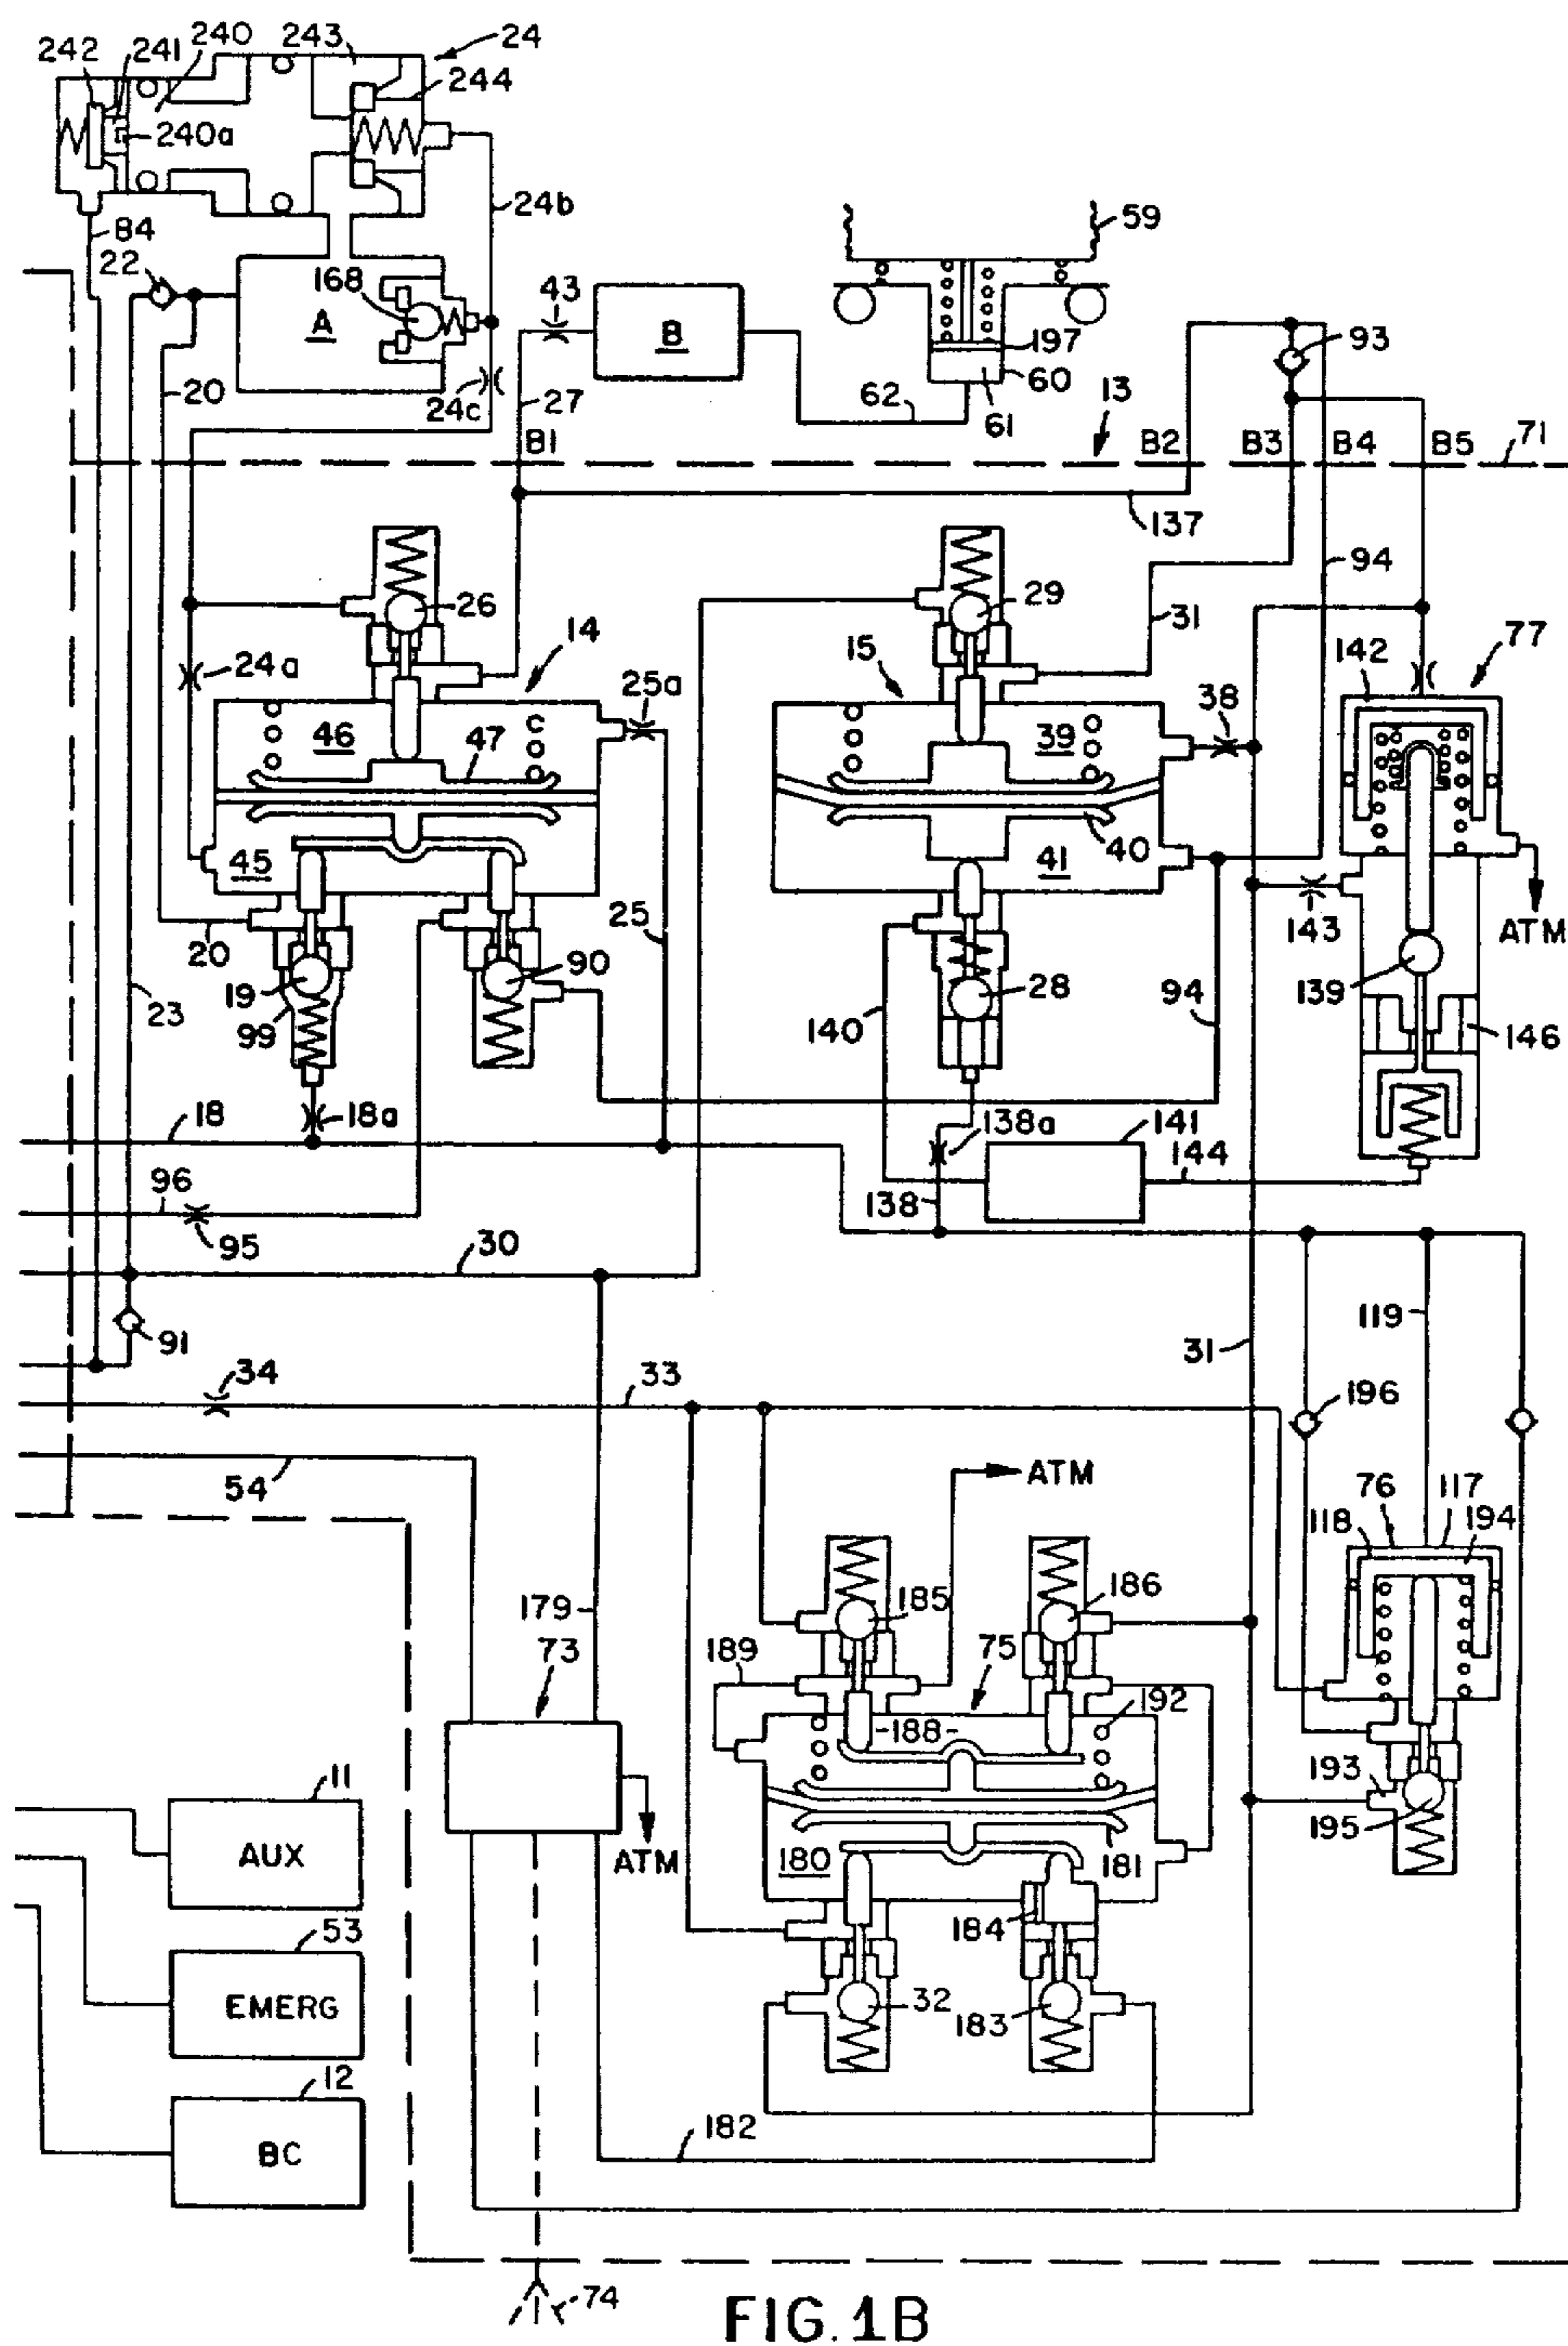 242 241 240 243 24
244
240a
84 24b 59
22 168 43 93
A B 197
20 24c 27 62 61 60 13
B1 B2 B3 B4 B5 71
137
94
26 29 31
14 15 142 77
24a 25a 38
46 47 39
45 40
41
20 25 143 ATM
19 90 28 94 139
23 99 140 146
18 18a 138a 141
144
96 138
95 30
119
91 31
34 33 196
54 ATM 76 117
118 194
185 186
179
73 189 75 192
-188-
11 193
AUX ATM 180 181 195
53 184
EMERG 32 183
12
BC 182
74
FIG. 1B